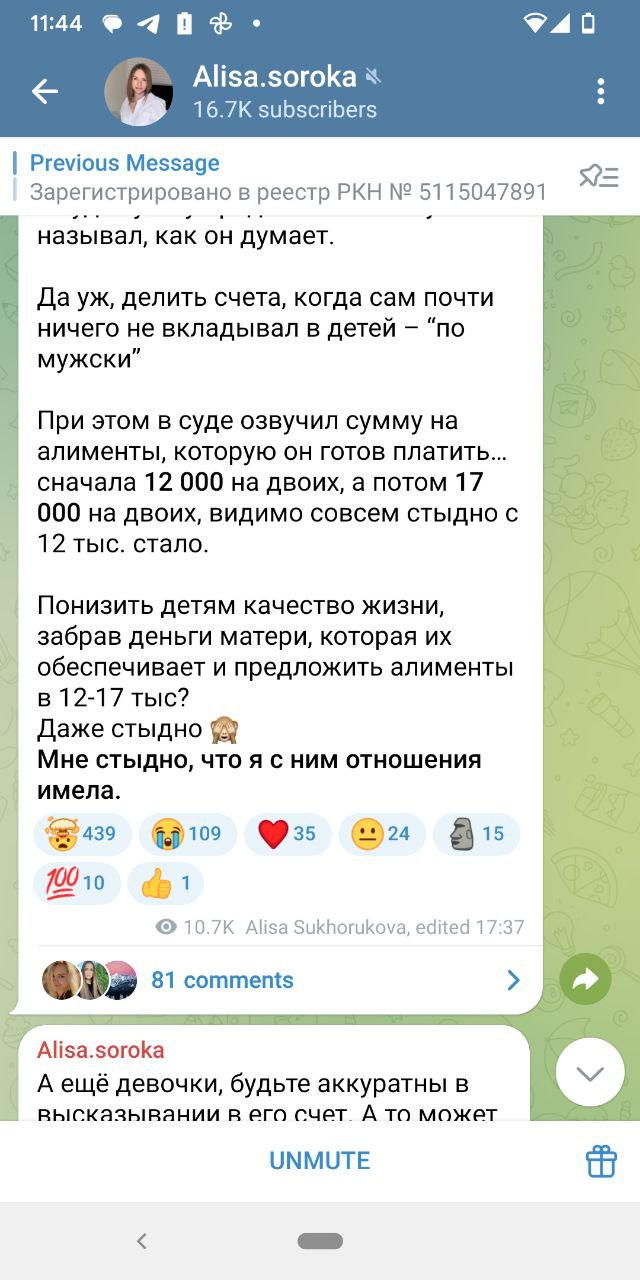 11:44
Alisa.soroka
16.7K subscribers
Previous Message
Зарегистрировано в реестр РКН № 5115047891
называл, как он думает.
Да уж, делить счета, когда сам почти
ничего не вкладывал в детей – “по
мужски”
При этом в суде озвучил сумму на
алименты, которую он готов платить...
сначала 12 000 на двоих, а потом 17
000 на двоих, видимо совсем стыдно с
12 тыс. стало.
Понизить детям качество жизни,
забрав деньги матери, которая их
обеспечивает и предложить алименты
в 12-17 тыс?
Даже стыдно 🙈
Мне стыдно, что я с ним отношения
имела.
🤯 439 😭 109 ❤️ 35 😐 24 🗿 15
💯 10 👍 1
10.7K Alisa Sukhorukova, edited 17:37
81 comments
Alisa.soroka
А ещё девочки, будьте аккуратны в
высказывании в его счет. А то может
UNMUTE